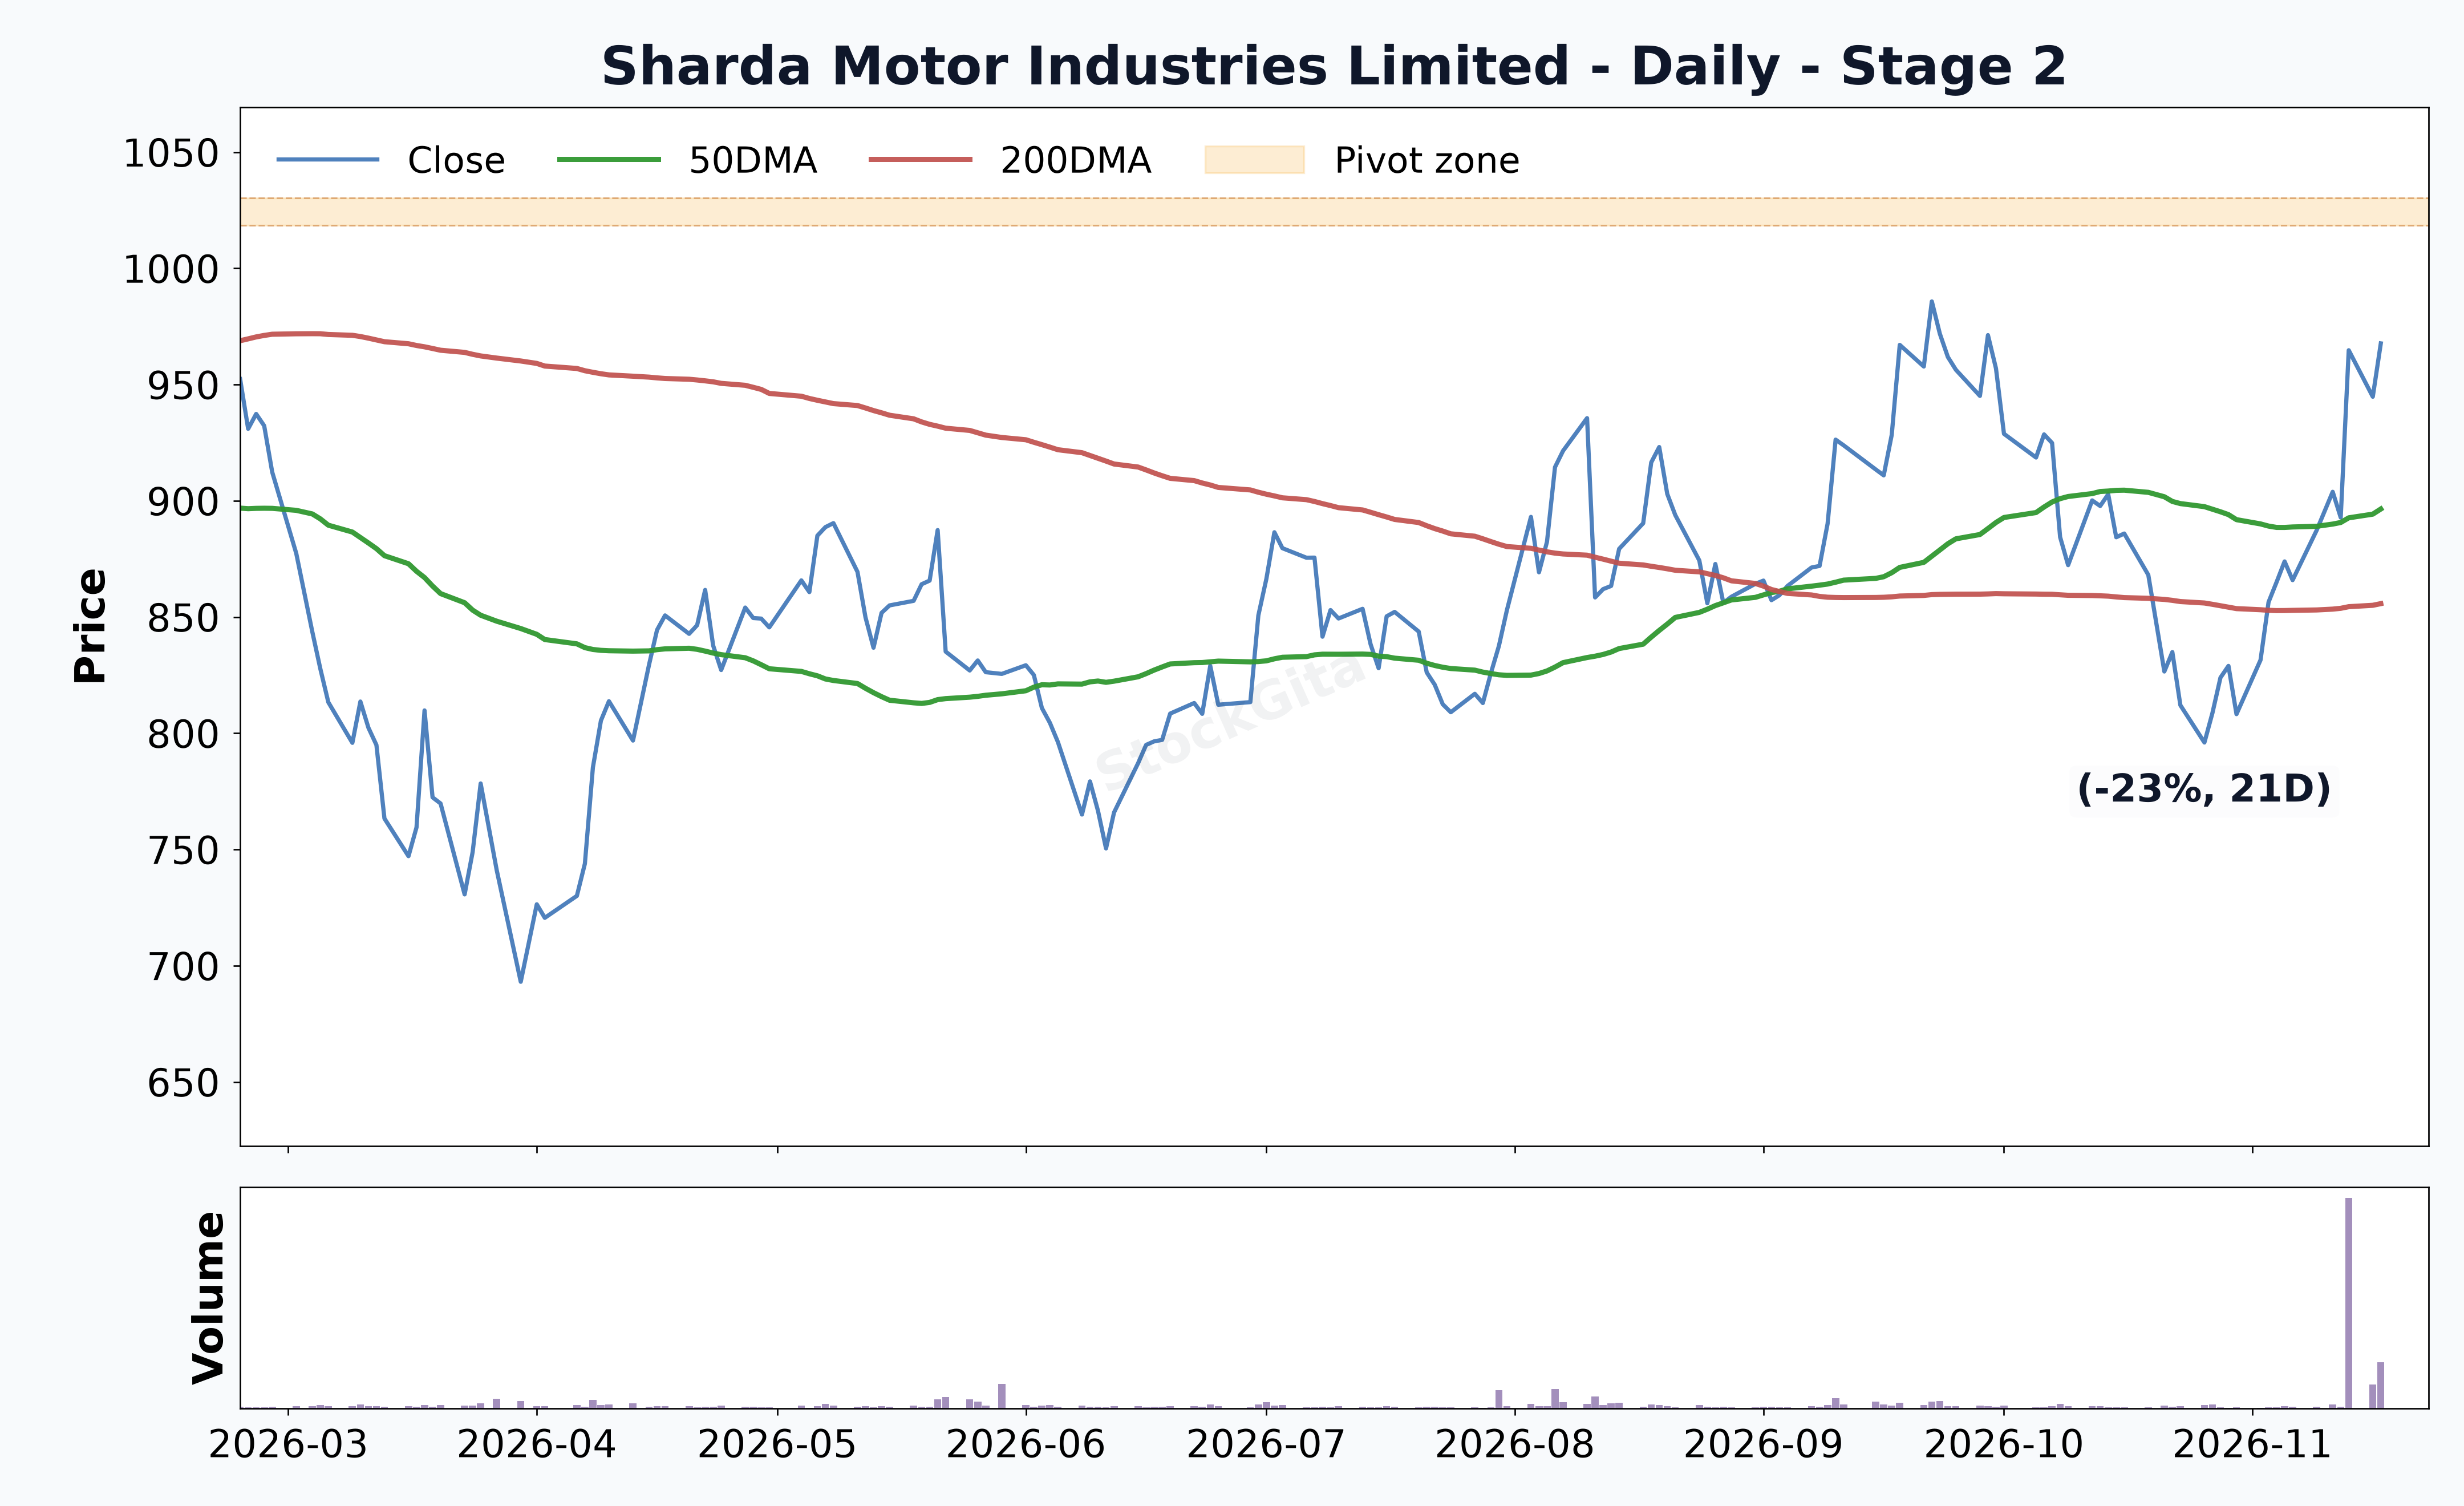 Sharda Motor Industries Limited - Daily - Stage 2
Close 50DMA 200DMA Pivot zone
1050
1000
950
900
850
800
750
700
650
Price
StockGita
(-23%, 21D)
Volume
2026-03 2026-04 2026-05 2026-06 2026-07 2026-08 2026-09 2026-10 2026-11